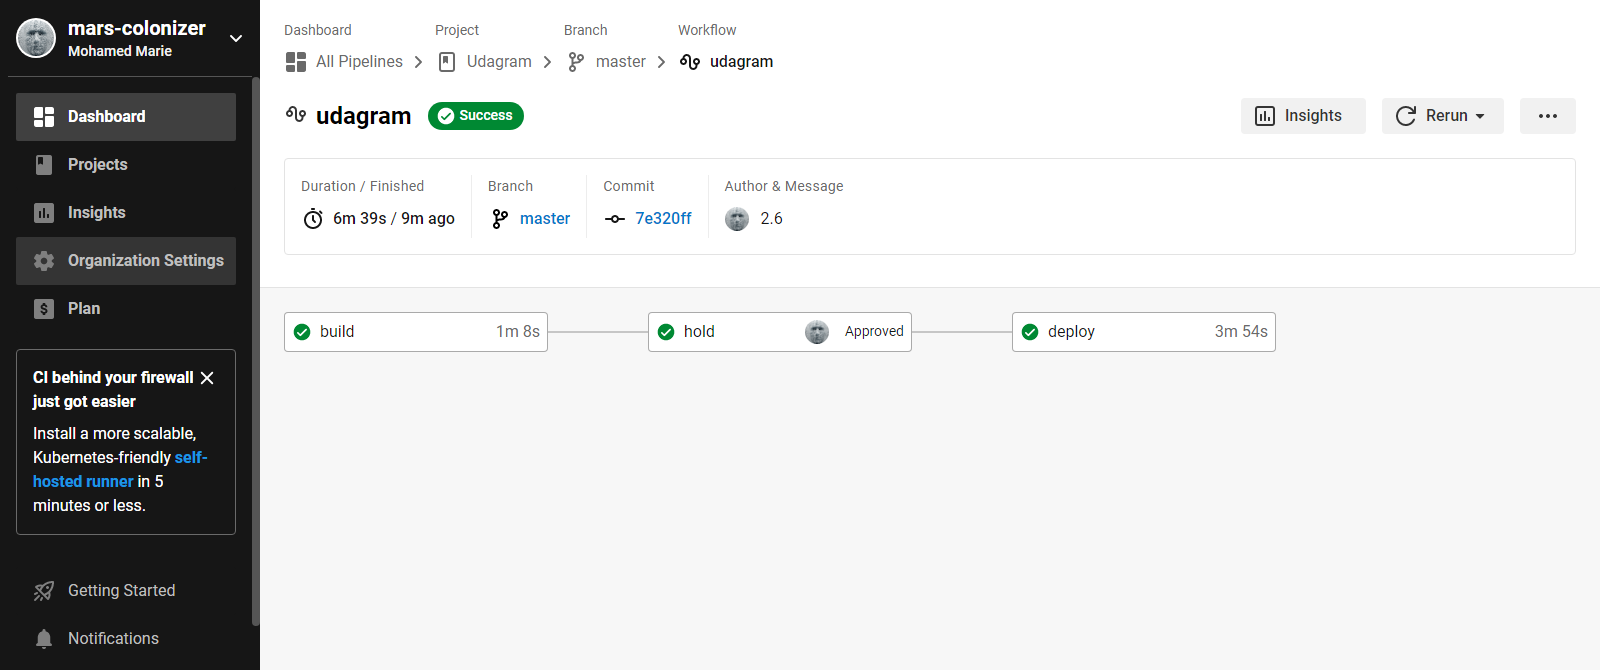 mars-colonizer
Mohamed Marie
Dashboard
Projects
Insights
Organization Settings
Plan
CI behind your firewall
just got easier
Install a more scalable,
Kubernetes-friendly self-
hosted runner in 5
minutes or less.
Getting Started
Notifications
Dashboard Project Branch Workflow
All Pipelines Udagram master udagram
udagram Success
Insights Rerun
Duration / Finished Branch Commit Author & Message
6m 39s / 9m ago master 7e320ff 2.6
build 1m 8s hold Approved deploy 3m 54s